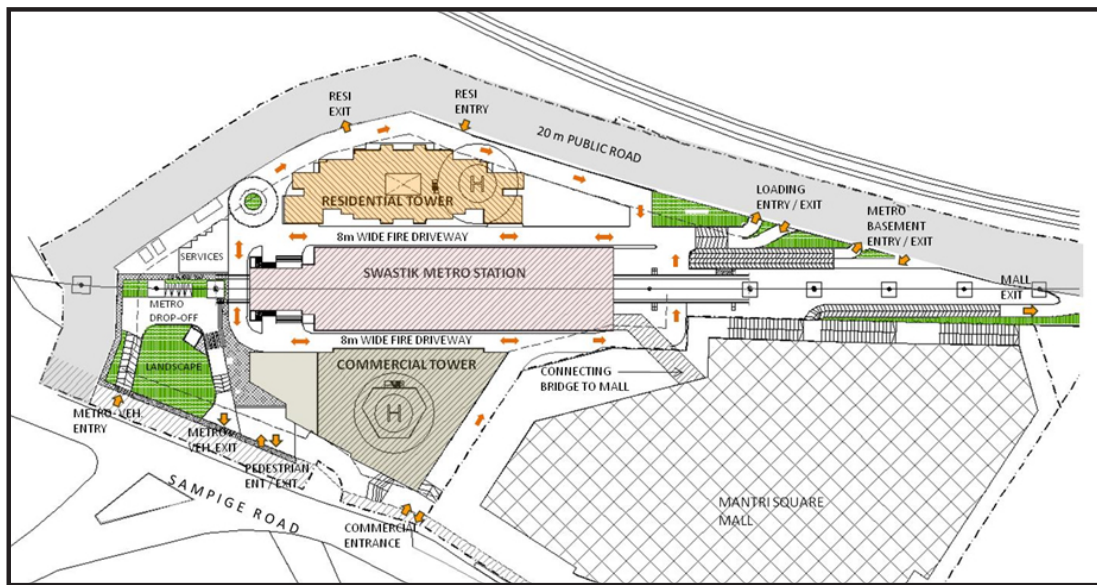 RESI
EXIT
RESI
ENTRY
20 m PUBLIC ROAD
LOADING
ENTRY / EXIT
METRO
BASEMENT
ENTRY / EXIT
H
RESIDENTIAL TOWER
8m WIDE FIRE DRIVEWAY
SERVICES
SWASTIK METRO STATION
MALL
EXIT
METRO
DROP-OFF
8m WIDE FIRE DRIVEWAY
LANDSCAPE
COMMERCIAL TOWER
CONNECTING
BRIDGE TO MALL
H
METRO VEH.
ENTRY
METRO
VEH. EXIT
PEDESTRIAN
ENT / EXIT
SAMPIGE ROAD
COMMERCIAL
ENTRANCE
MANTRI SQUARE
MALL